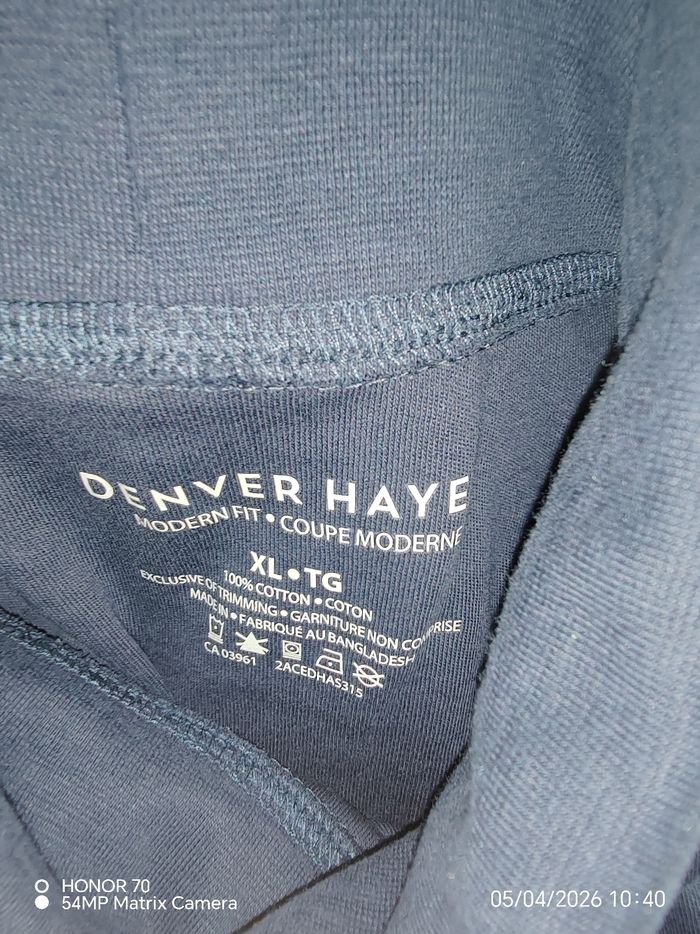 DENVER HAYE
MODERN FIT • COUPE MODERNE
XL • TG
100% COTTON • COTON
EXCLUSIVE OF TRIMMING • GARNITURE NON COMPRISE
MADE IN • FABRIQUÉ AU BANGLADESH
CA 03961 2ACEDHAS315
HONOR 70
54MP Matrix Camera
05/04/2026 10:40